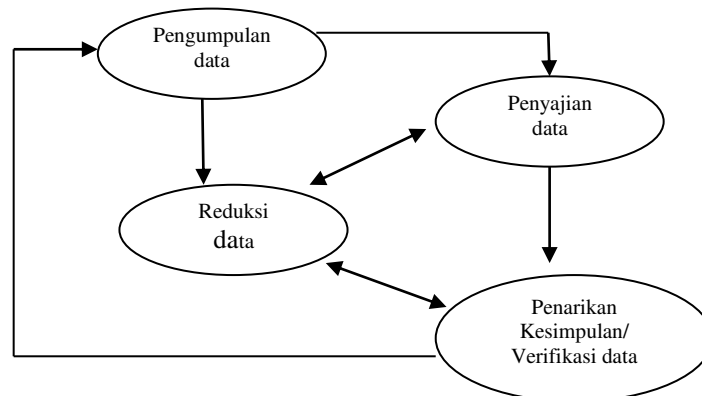 Pengumpulan
data
Penyajian
data
Reduksi
data
Penarikan
Kesimpulan/
Verifikasi data